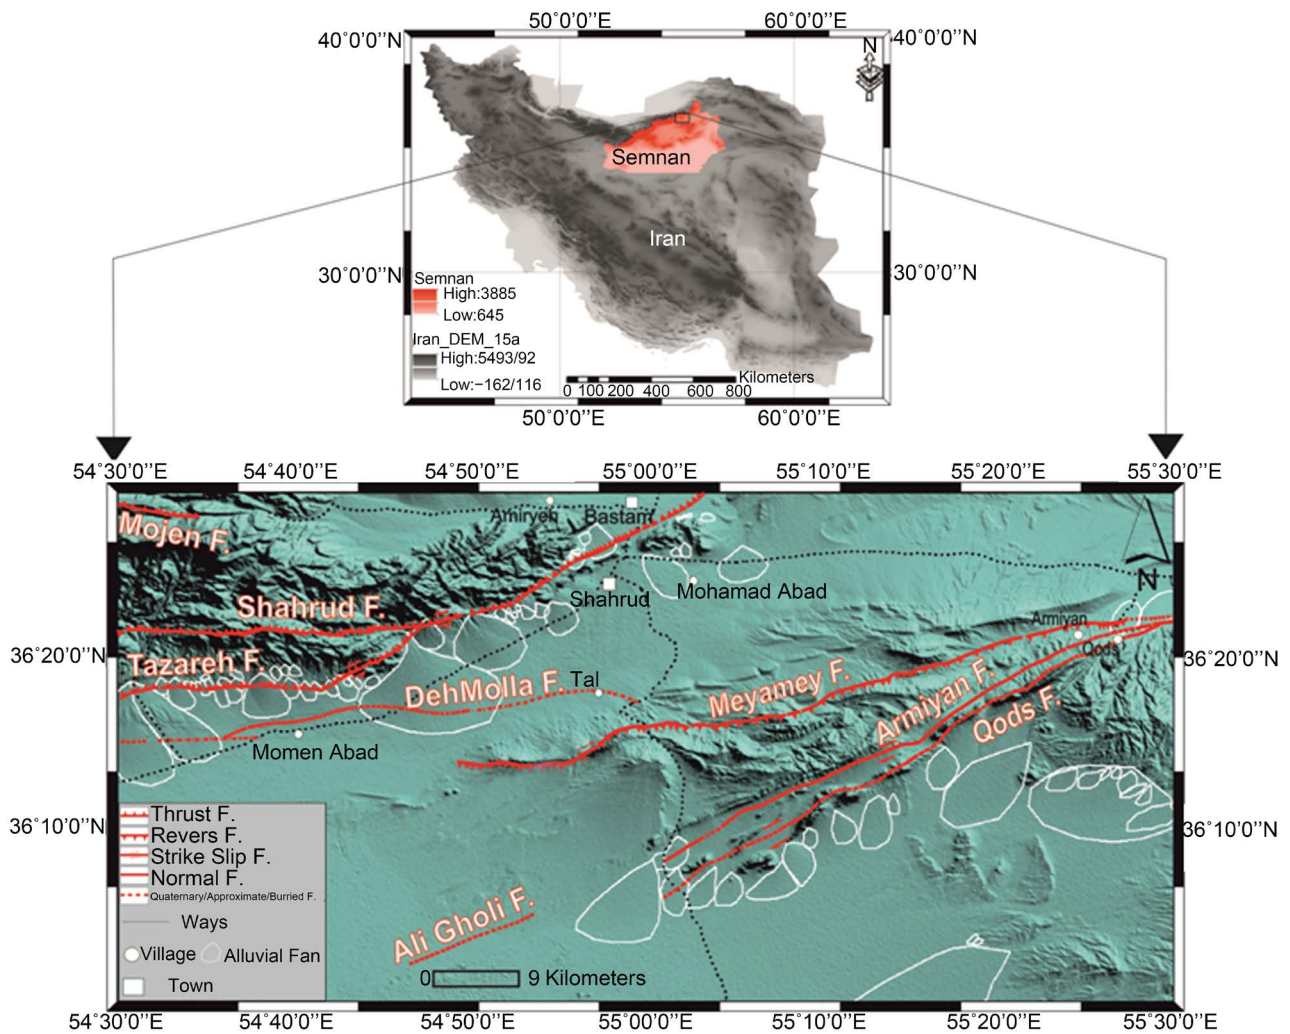 50˚0'0’’E 60˚0'0’’E
40˚0'0’’N 40˚0'0’’N
N
Semnan
Iran
30˚0'0’’N 30˚0'0’’N
Semnan
High:3885
Low:645
Iran_DEM_15a
High:5493/92
Low:−162/116
Kilometers
0 100 200 400 600 800
50˚0'0’’E 60˚0'0’’E
54˚30'0’’E 54˚40'0’’E 54˚50'0’’E 55˚00'0’’E 55˚10'0’’E 55˚20'0’’E 55˚30'0’’E
Amiryeh Bastam
Mojen F.
N
Mohamad Abad
Shahrud
Shahrud F.
Armiyan
Qods
36˚20'0’’N 36˚20'0’’N
Tazareh F.
DehMolla F. Tal
Meyamey F.
Armiyan F.
Qods F.
Momen Abad
36˚10'0’’N 36˚10'0’’N
Thrust F.
Revers F.
Strike Slip F.
Normal F.
Quaternary/Approximate/Burried F.
Ways
Village Alluvial Fan
Town
Ali Gholi F.
0 9 Kilometers
54˚30'0’’E 54˚40'0’’E 54˚50'0’’E 55˚00'0’’E 55˚10'0’’E 55˚20'0’’E 55˚30'0’’E